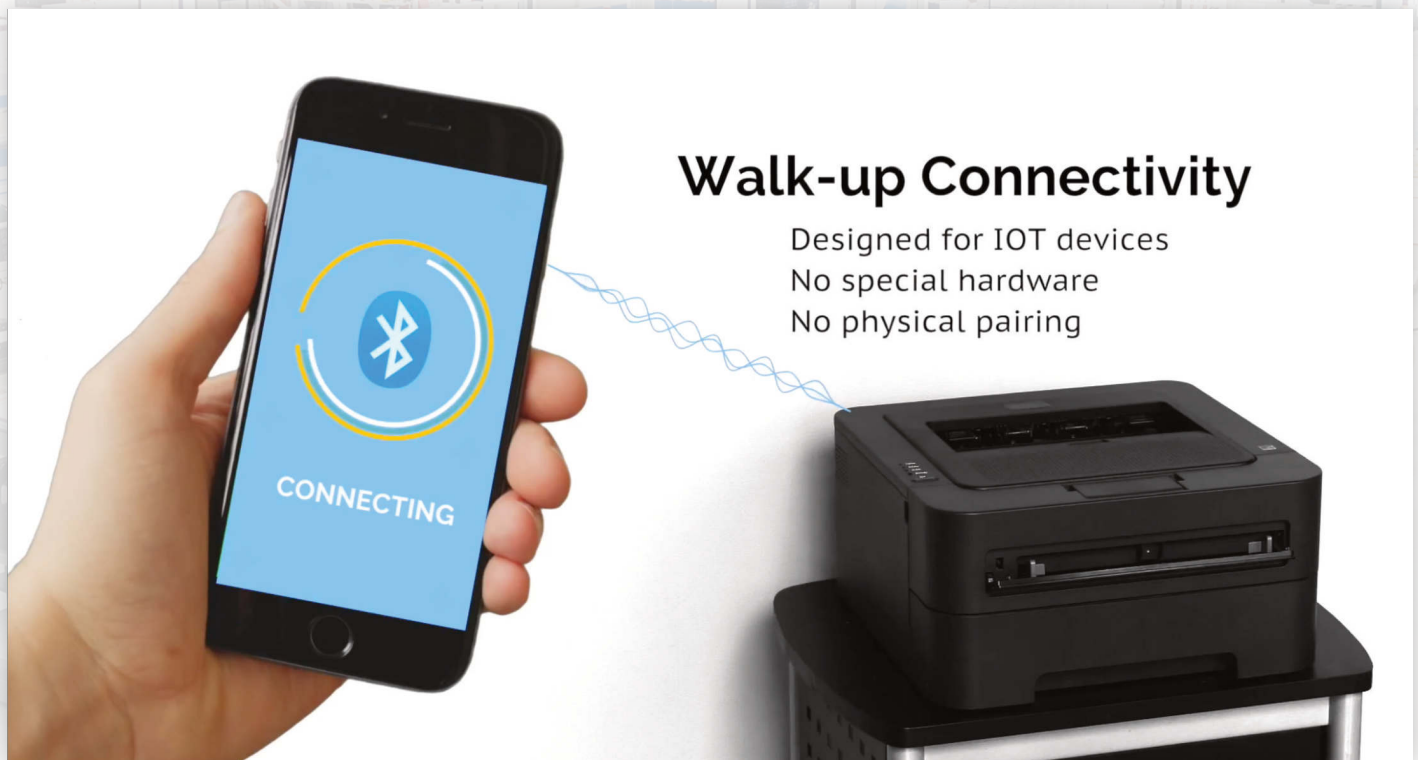 Walk-up Connectivity
Designed for IOT devices
No special hardware
No physical pairing
CONNECTING